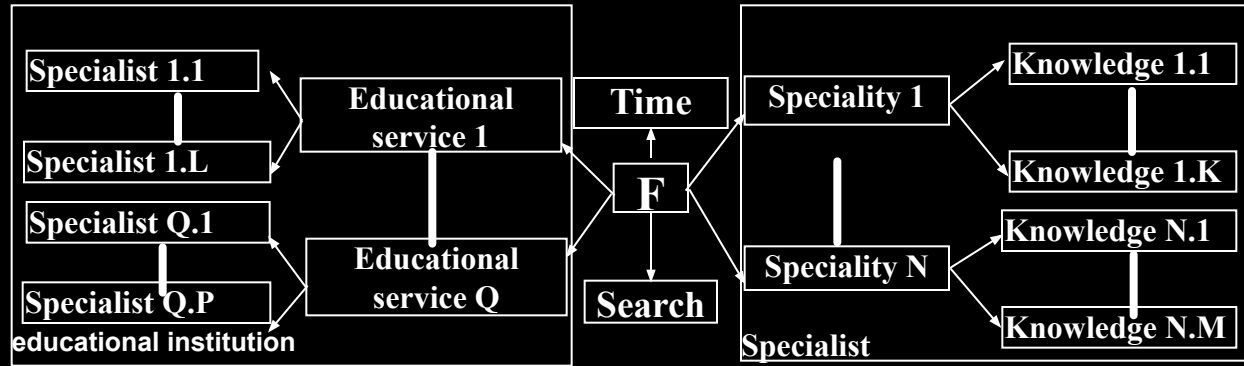 Specialist 1.1
Specialist 1.L
Specialist Q.1
Specialist Q.P
educational institution
Educational
service 1
Educational
service Q
Time
F
Search
Speciality 1
Speciality N
Knowledge 1.1
Knowledge 1.K
Knowledge N.1
Knowledge N.M
Specialist